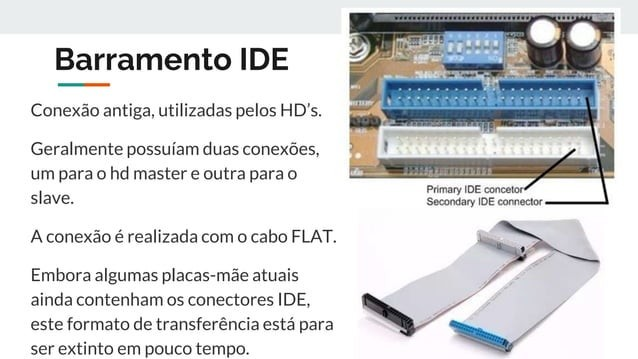 Barramento IDE
Conexão antiga, utilizadas pelos HD's.
Geralmente possuíam duas conexões,
um para o hd master e outra para o
slave.
A conexão é realizada com o cabo FLAT.
Embora algumas placas-mãe atuais
ainda contenham os conectores IDE,
este formato de transferência está para
ser extinto em pouco tempo.
Primary IDE concetor
Secondary IDE connector